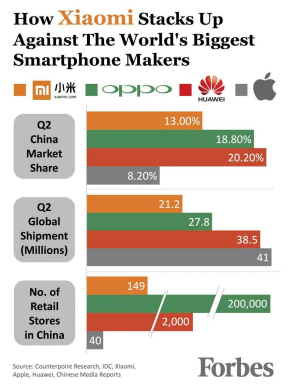 How Xiaomi Stacks Up
Against The World's Biggest
Smartphone Makers
mi 小米 oppo HUAWEI
xiaomi.com
Q2
China
Market
Share
13.00%
18.80%
20.20%
8.20%
Q2
Global
Shipment
(Millions)
21.2
27.8
38.5
41
No. of
Retail
Stores
in China
149
200,000
2,000
40
Source: Counterpoint Research, IDC, Xiaomi,
Apple, Huawei, Chinese Media Reports
Forbes